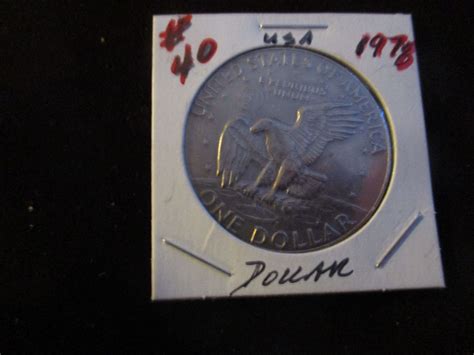 # USA 1978
40
UNITED STATES OF AMERICA
E PLURIBUS
UNUM
ONE DOLLAR
DOLLAR